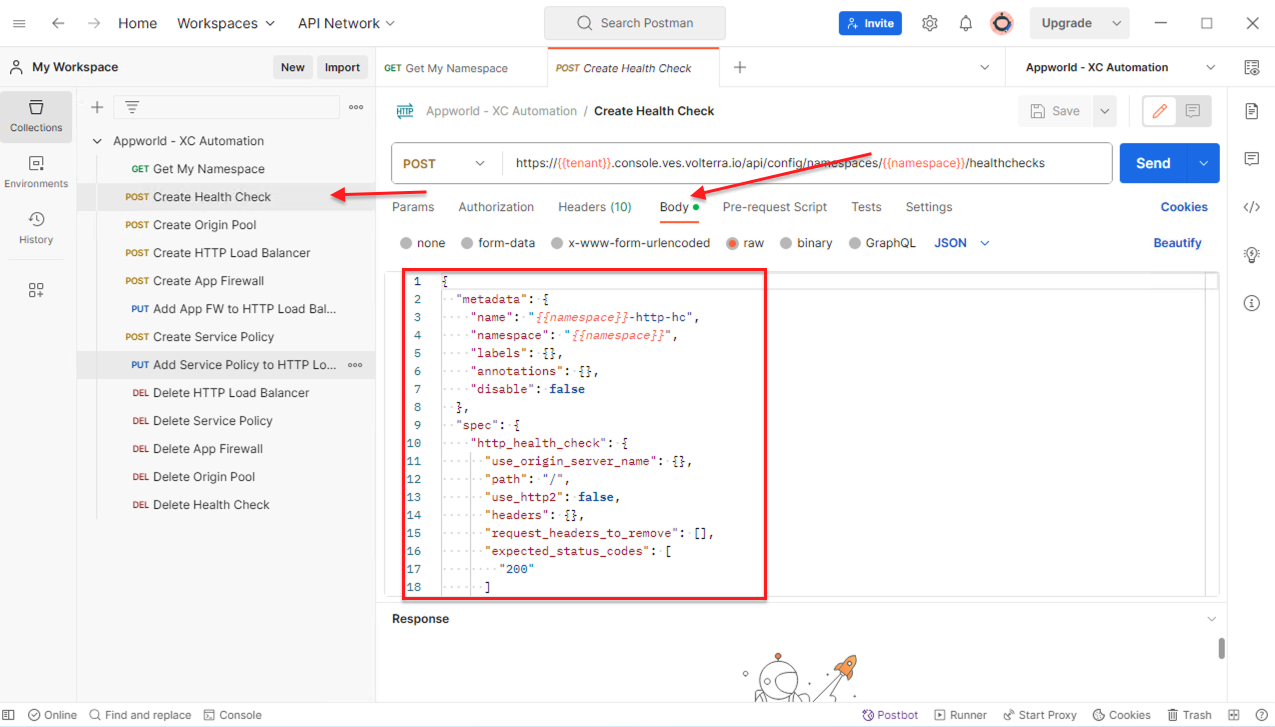 Home Workspaces API Network Search Postman Invite Upgrade
My Workspace New Import GET Get My Namespace POST Create Health Check Appworld - XC Automation
Collections
Environments
History
Appworld - XC Automation
GET Get My Namespace
POST Create Health Check
POST Create Origin Pool
POST Create HTTP Load Balancer
POST Create App Firewall
PUT Add App FW to HTTP Load Bal...
POST Create Service Policy
PUT Add Service Policy to HTTP Lo...
DEL Delete HTTP Load Balancer
DEL Delete Service Policy
DEL Delete App Firewall
DEL Delete Origin Pool
DEL Delete Health Check
HTTP Appworld - XC Automation / Create Health Check Save
POST https://{{tenant}}.console.ves.volterra.io/api/config/namespaces/{{namespace}}/healthchecks Send
Params Authorization Headers (10) Body Pre-request Script Tests Settings Cookies
none form-data x-www-form-urlencoded raw binary GraphQL JSON Beautify
1 {
2 "metadata": {
3 "name": "{{namespace}}-http-hc",
4 "namespace": "{{namespace}}",
5 "labels": {},
6 "annotations": {},
7 "disable": false
8 },
9 "spec": {
10 "http_health_check": {
11 "use_origin_server_name": {},
12 "path": "/",
13 "use_http2": false,
14 "headers": {},
15 "request_headers_to_remove": [],
16 "expected_status_codes": [
17 "200"
18 ]
Response
Online Find and replace Console Postbot Runner Start Proxy Cookies Trash